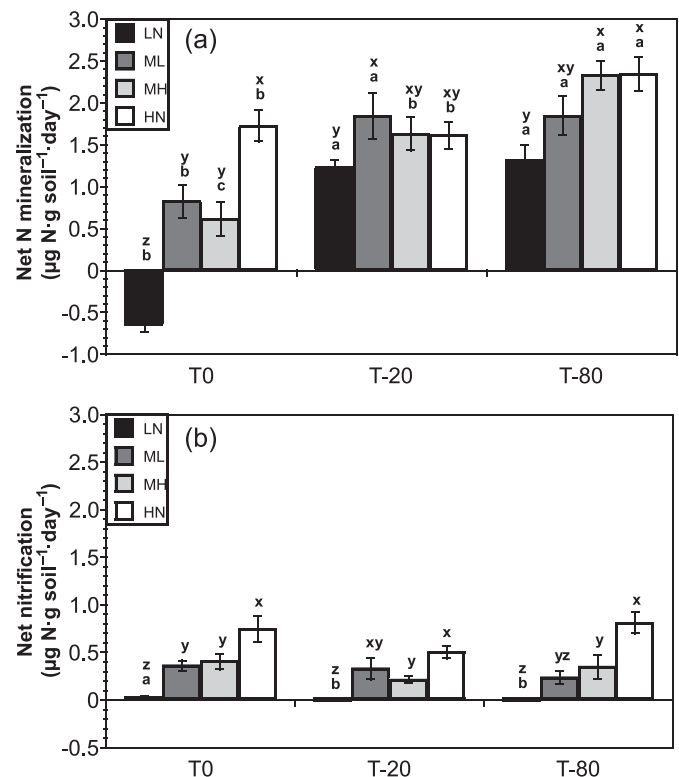 3.0
2.5
2.0
1.5
1.0
0.5
0
-0.5
-1.0
Net N mineralization
(µg N·g soil⁻¹·day⁻¹)
LN
ML
MH
HN
(a)
z
b
y
b
y
c
x
b
y
a
x
a
xy
b
xy
b
y
a
xy
a
x
a
x
a
T0 T-20 T-80
3.0
2.5
2.0
1.5
1.0
0.5
0
-0.5
Net nitrification
(µg N·g soil⁻¹·day⁻¹)
LN
ML
MH
HN
(b)
z
a
y
y
x
z
b
xy
y
x
z
b
yz
y
x
T0 T-20 T-80